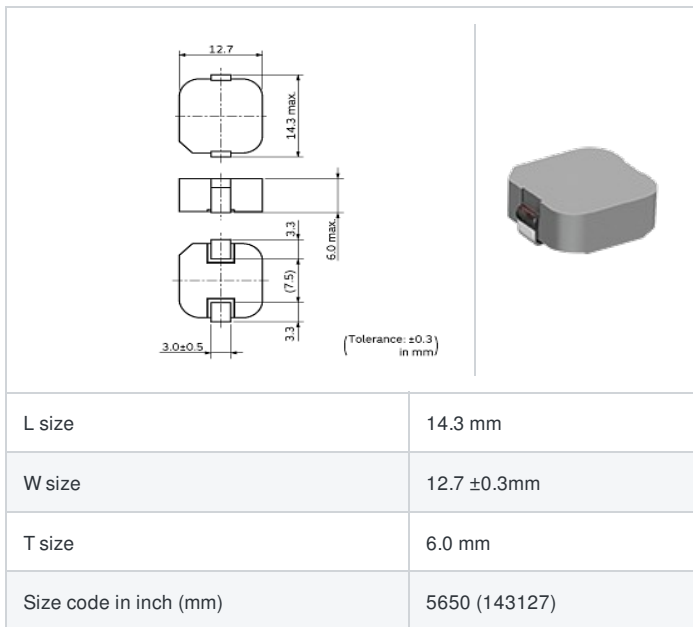 12.7
14.3 max.
6.0 max.
3.3
(7.5)
3.3
3.0±0.5
(Tolerance: ±0.3
in mm)
L size 14.3 mm
W size 12.7 ±0.3mm
T size 6.0 mm
Size code in inch (mm) 5650 (143127)